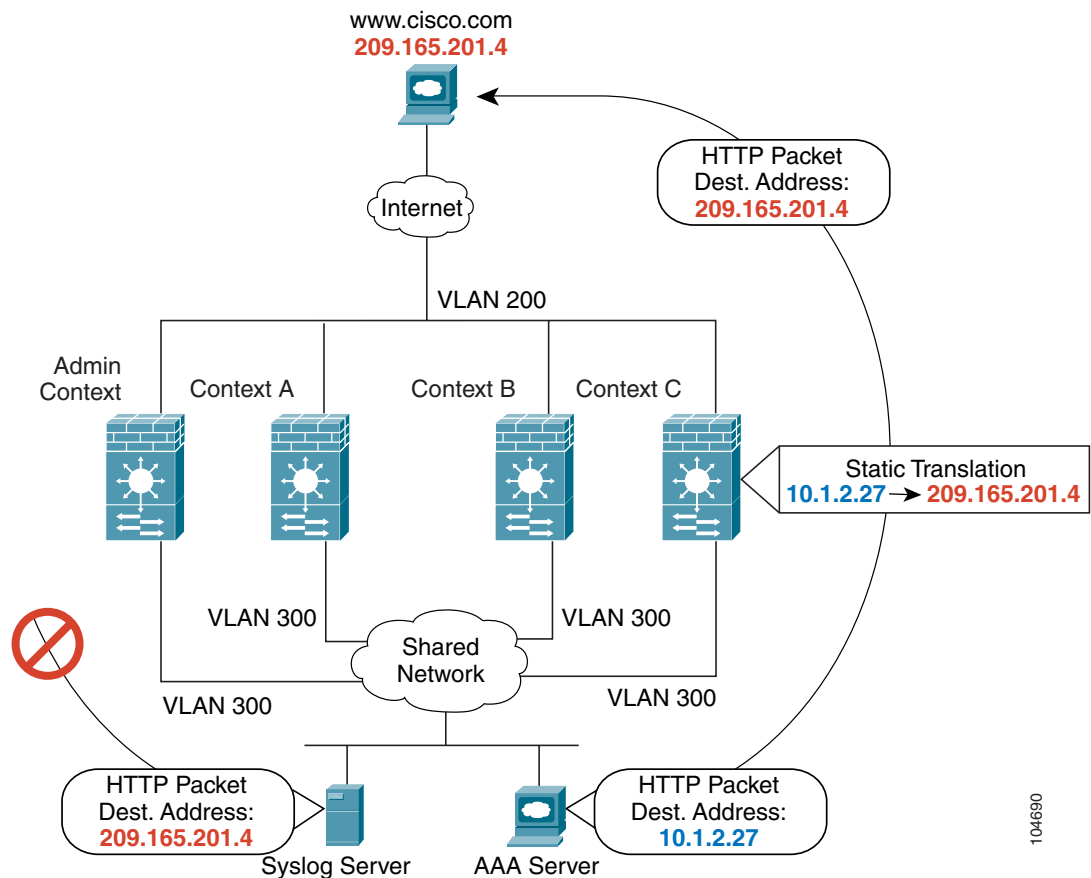 www.cisco.com
209.165.201.4
HTTP Packet
Dest. Address:
209.165.201.4
Internet
VLAN 200
Admin
Context
Context A
Context B
Context C
Static Translation
10.1.2.27 209.165.201.4
VLAN 300
VLAN 300
Shared
Network
VLAN 300
VLAN 300
HTTP Packet
Dest. Address:
209.165.201.4
HTTP Packet
Dest. Address:
10.1.2.27
Syslog Server
AAA Server
104690